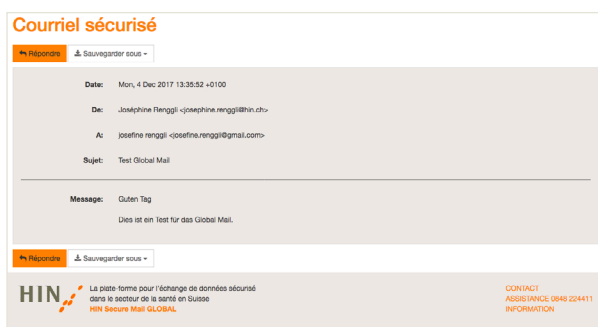 Courriel sécurisé
Répondre Sauvegarder sous
Date: Mon, 4 Dec 2017 13:35:52 +0100
De: Joséphine Renggli <josephine.renggli@hin.ch>
A: josefine renggli <josefine.renggli@gmail.com>
Sujet: Test Global Mail
Message: Guten Tag
Dies ist ein Test für das Global Mail.
Répondre Sauvegarder sous
HIN
La plate-forme pour l'échange de données sécurisé
dans le secteur de la santé en Suisse
HIN Secure Mail GLOBAL
CONTACT
ASSISTANCE 0848 224411
INFORMATION